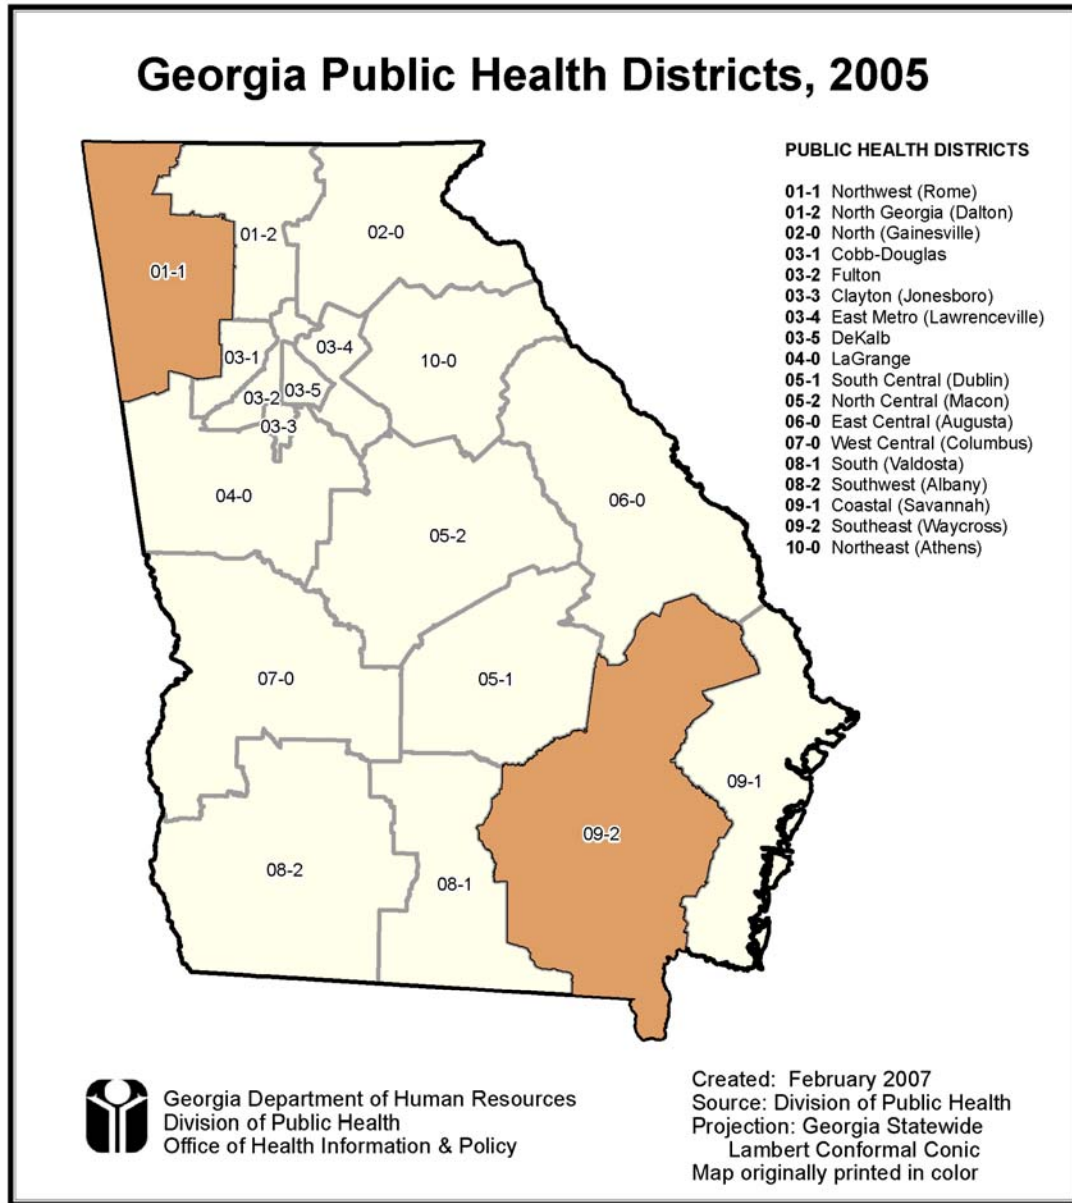 Georgia Public Health Districts, 2005
PUBLIC HEALTH DISTRICTS
01-1 Northwest (Rome)
01-2 North Georgia (Dalton)
02-0 North (Gainesville)
03-1 Cobb-Douglas
03-2 Fulton
03-3 Clayton (Jonesboro)
03-4 East Metro (Lawrenceville)
03-5 DeKalb
04-0 LaGrange
05-1 South Central (Dublin)
05-2 North Central (Macon)
06-0 East Central (Augusta)
07-0 West Central (Columbus)
08-1 South (Valdosta)
08-2 Southwest (Albany)
09-1 Coastal (Savannah)
09-2 Southeast (Waycross)
10-0 Northeast (Athens)
01-2
02-0
01-1
03-4
03-1
10-0
03-5
03-2
03-3
04-0
06-0
05-2
07-0
05-1
09-1
09-2
08-2
08-1
Georgia Department of Human Resources
Division of Public Health
Office of Health Information & Policy
Created: February 2007
Source: Division of Public Health
Projection: Georgia Statewide
Lambert Conformal Conic
Map originally printed in color